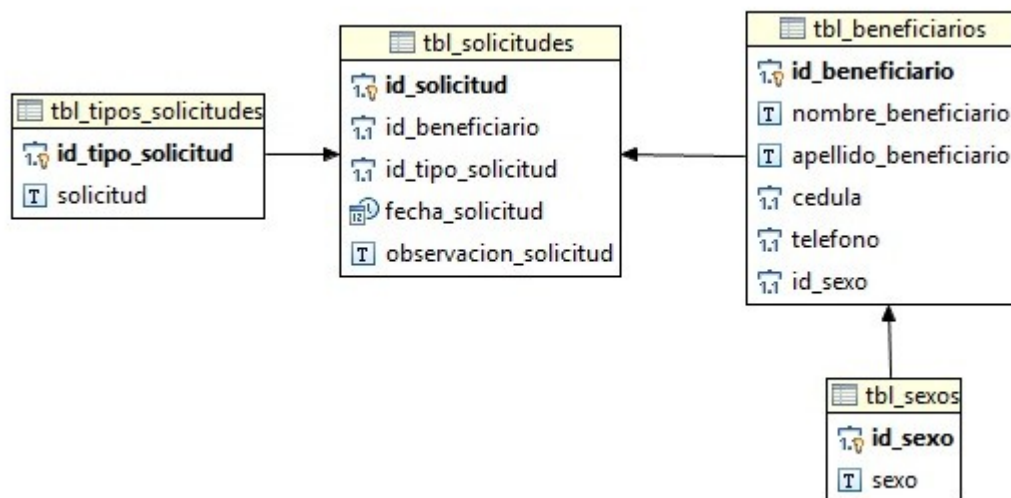 tbl_tipos_solicitudes
id_tipo_solicitud
solicitud
tbl_solicitudes
id_solicitud
id_beneficiario
id_tipo_solicitud
fecha_solicitud
observacion_solicitud
tbl_beneficiarios
id_beneficiario
nombre_beneficiario
apellido_beneficiario
cedula
telefono
id_sexo
tbl_sexos
id_sexo
sexo